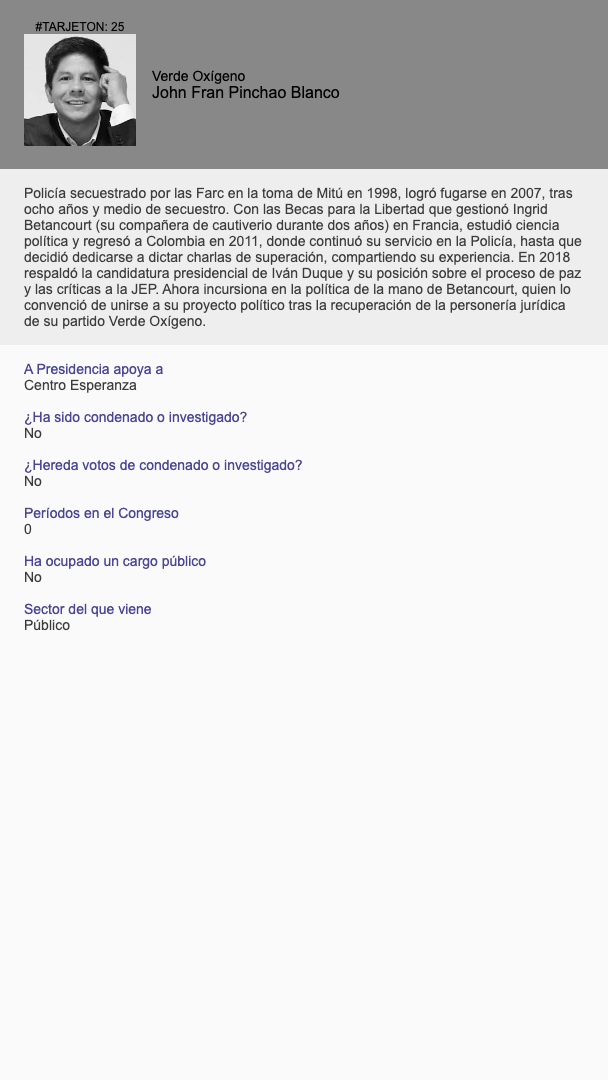 #TARJETON: 25
Verde Oxígeno
John Fran Pinchao Blanco
Policía secuestrado por las Farc en la toma de Mitú en 1998, logró fugarse en 2007, tras
ocho años y medio de secuestro. Con las Becas para la Libertad que gestionó Ingrid
Betancourt (su compañera de cautiverio durante dos años) en Francia, estudió ciencia
política y regresó a Colombia en 2011, donde continuó su servicio en la Policía, hasta que
decidió dedicarse a dictar charlas de superación, compartiendo su experiencia. En 2018
respaldó la candidatura presidencial de Iván Duque y su posición sobre el proceso de paz
y las críticas a la JEP. Ahora incursiona en la política de la mano de Betancourt, quien lo
convenció de unirse a su proyecto político tras la recuperación de la personería jurídica
de su partido Verde Oxígeno.
A Presidencia apoya a
Centro Esperanza
¿Ha sido condenado o investigado?
No
¿Hereda votos de condenado o investigado?
No
Períodos en el Congreso
0
Ha ocupado un cargo público
No
Sector del que viene
Público